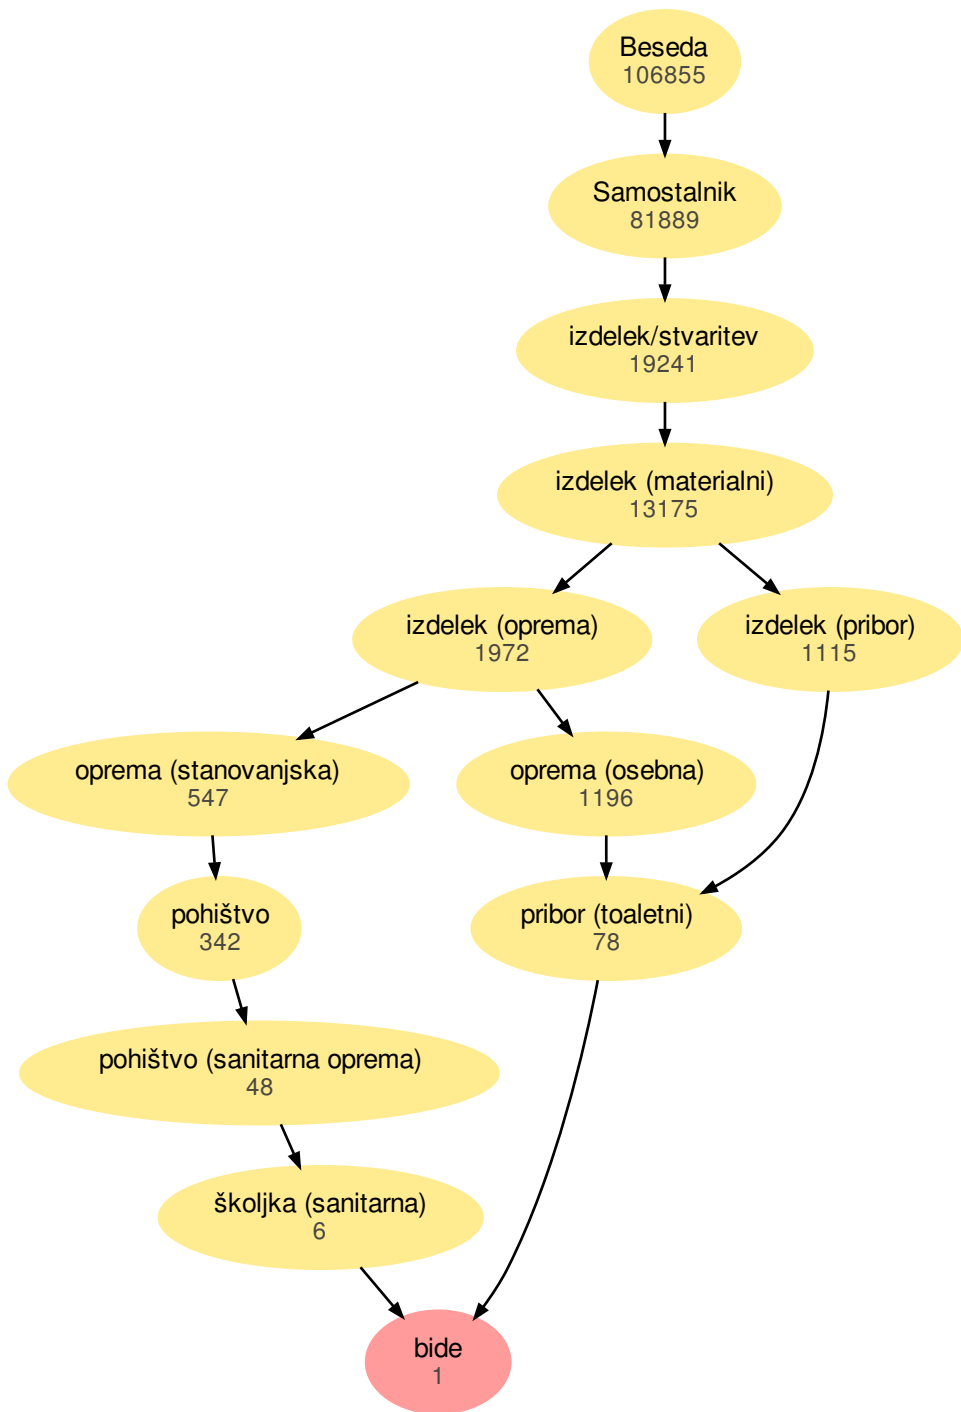 Beseda
106855
Samostalnik
81889
izdelek/stvaritev
19241
izdelek (materialni)
13175
izdelek (oprema)
1972
izdelek (pribor)
1115
oprema (stanovanjska)
547
oprema (osebna)
1196
pohištvo
342
pribor (toaletni)
78
pohištvo (sanitarna oprema)
48
školjka (sanitarna)
6
bide
1